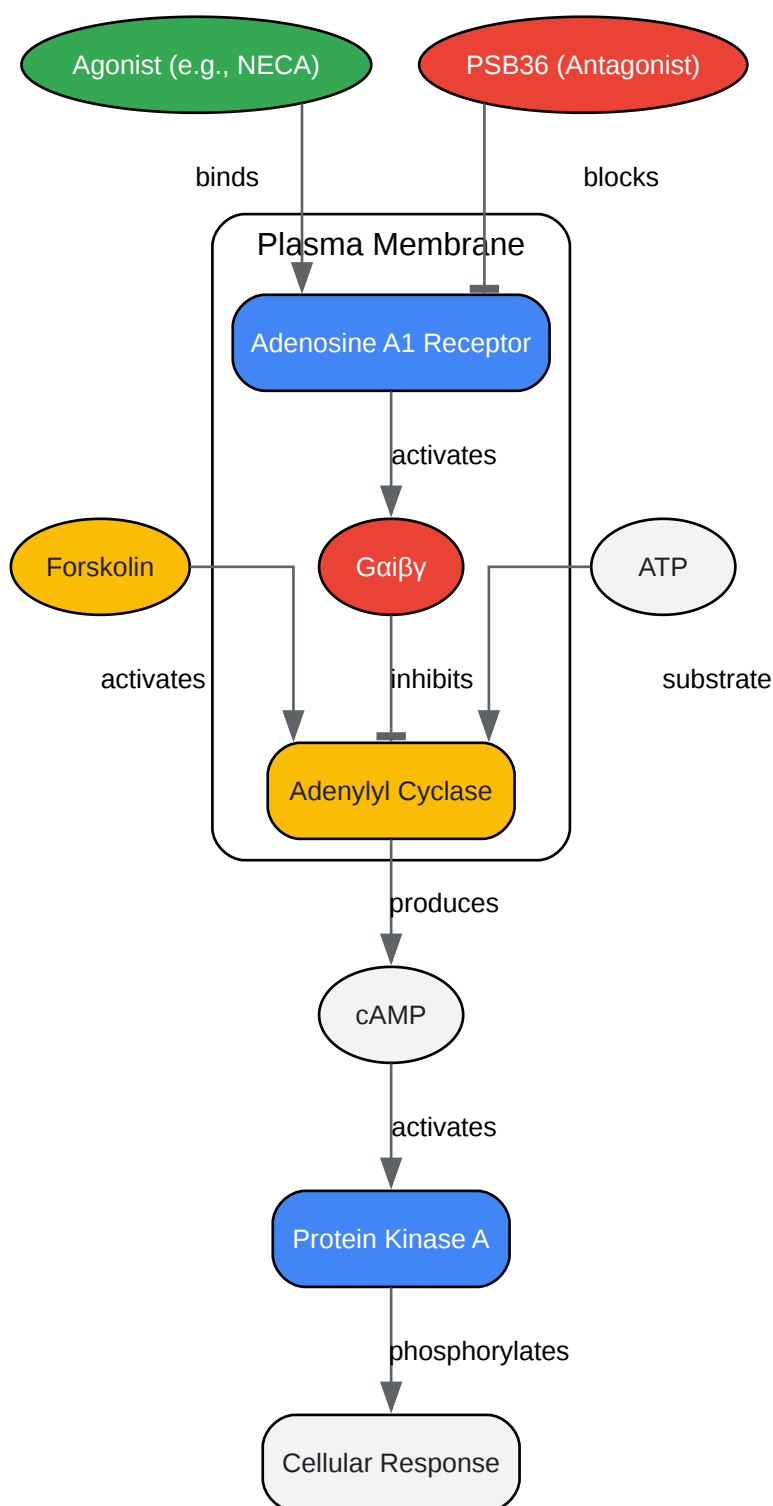 Agonist (e.g., NECA)
PSB36 (Antagonist)
binds
blocks
Plasma Membrane
Adenosine A1 Receptor
activates
Forskolin
Gαiβγ
ATP
activates
inhibits
substrate
Adenylyl Cyclase
produces
cAMP
activates
Protein Kinase A
phosphorylates
Cellular Response